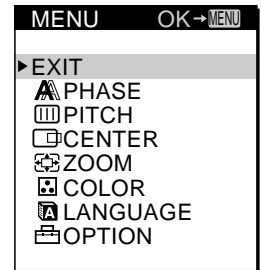 MENU OK→MENU
▶EXIT
PHASE
PITCH
CENTER
ZOOM
COLOR
LANGUAGE
OPTION